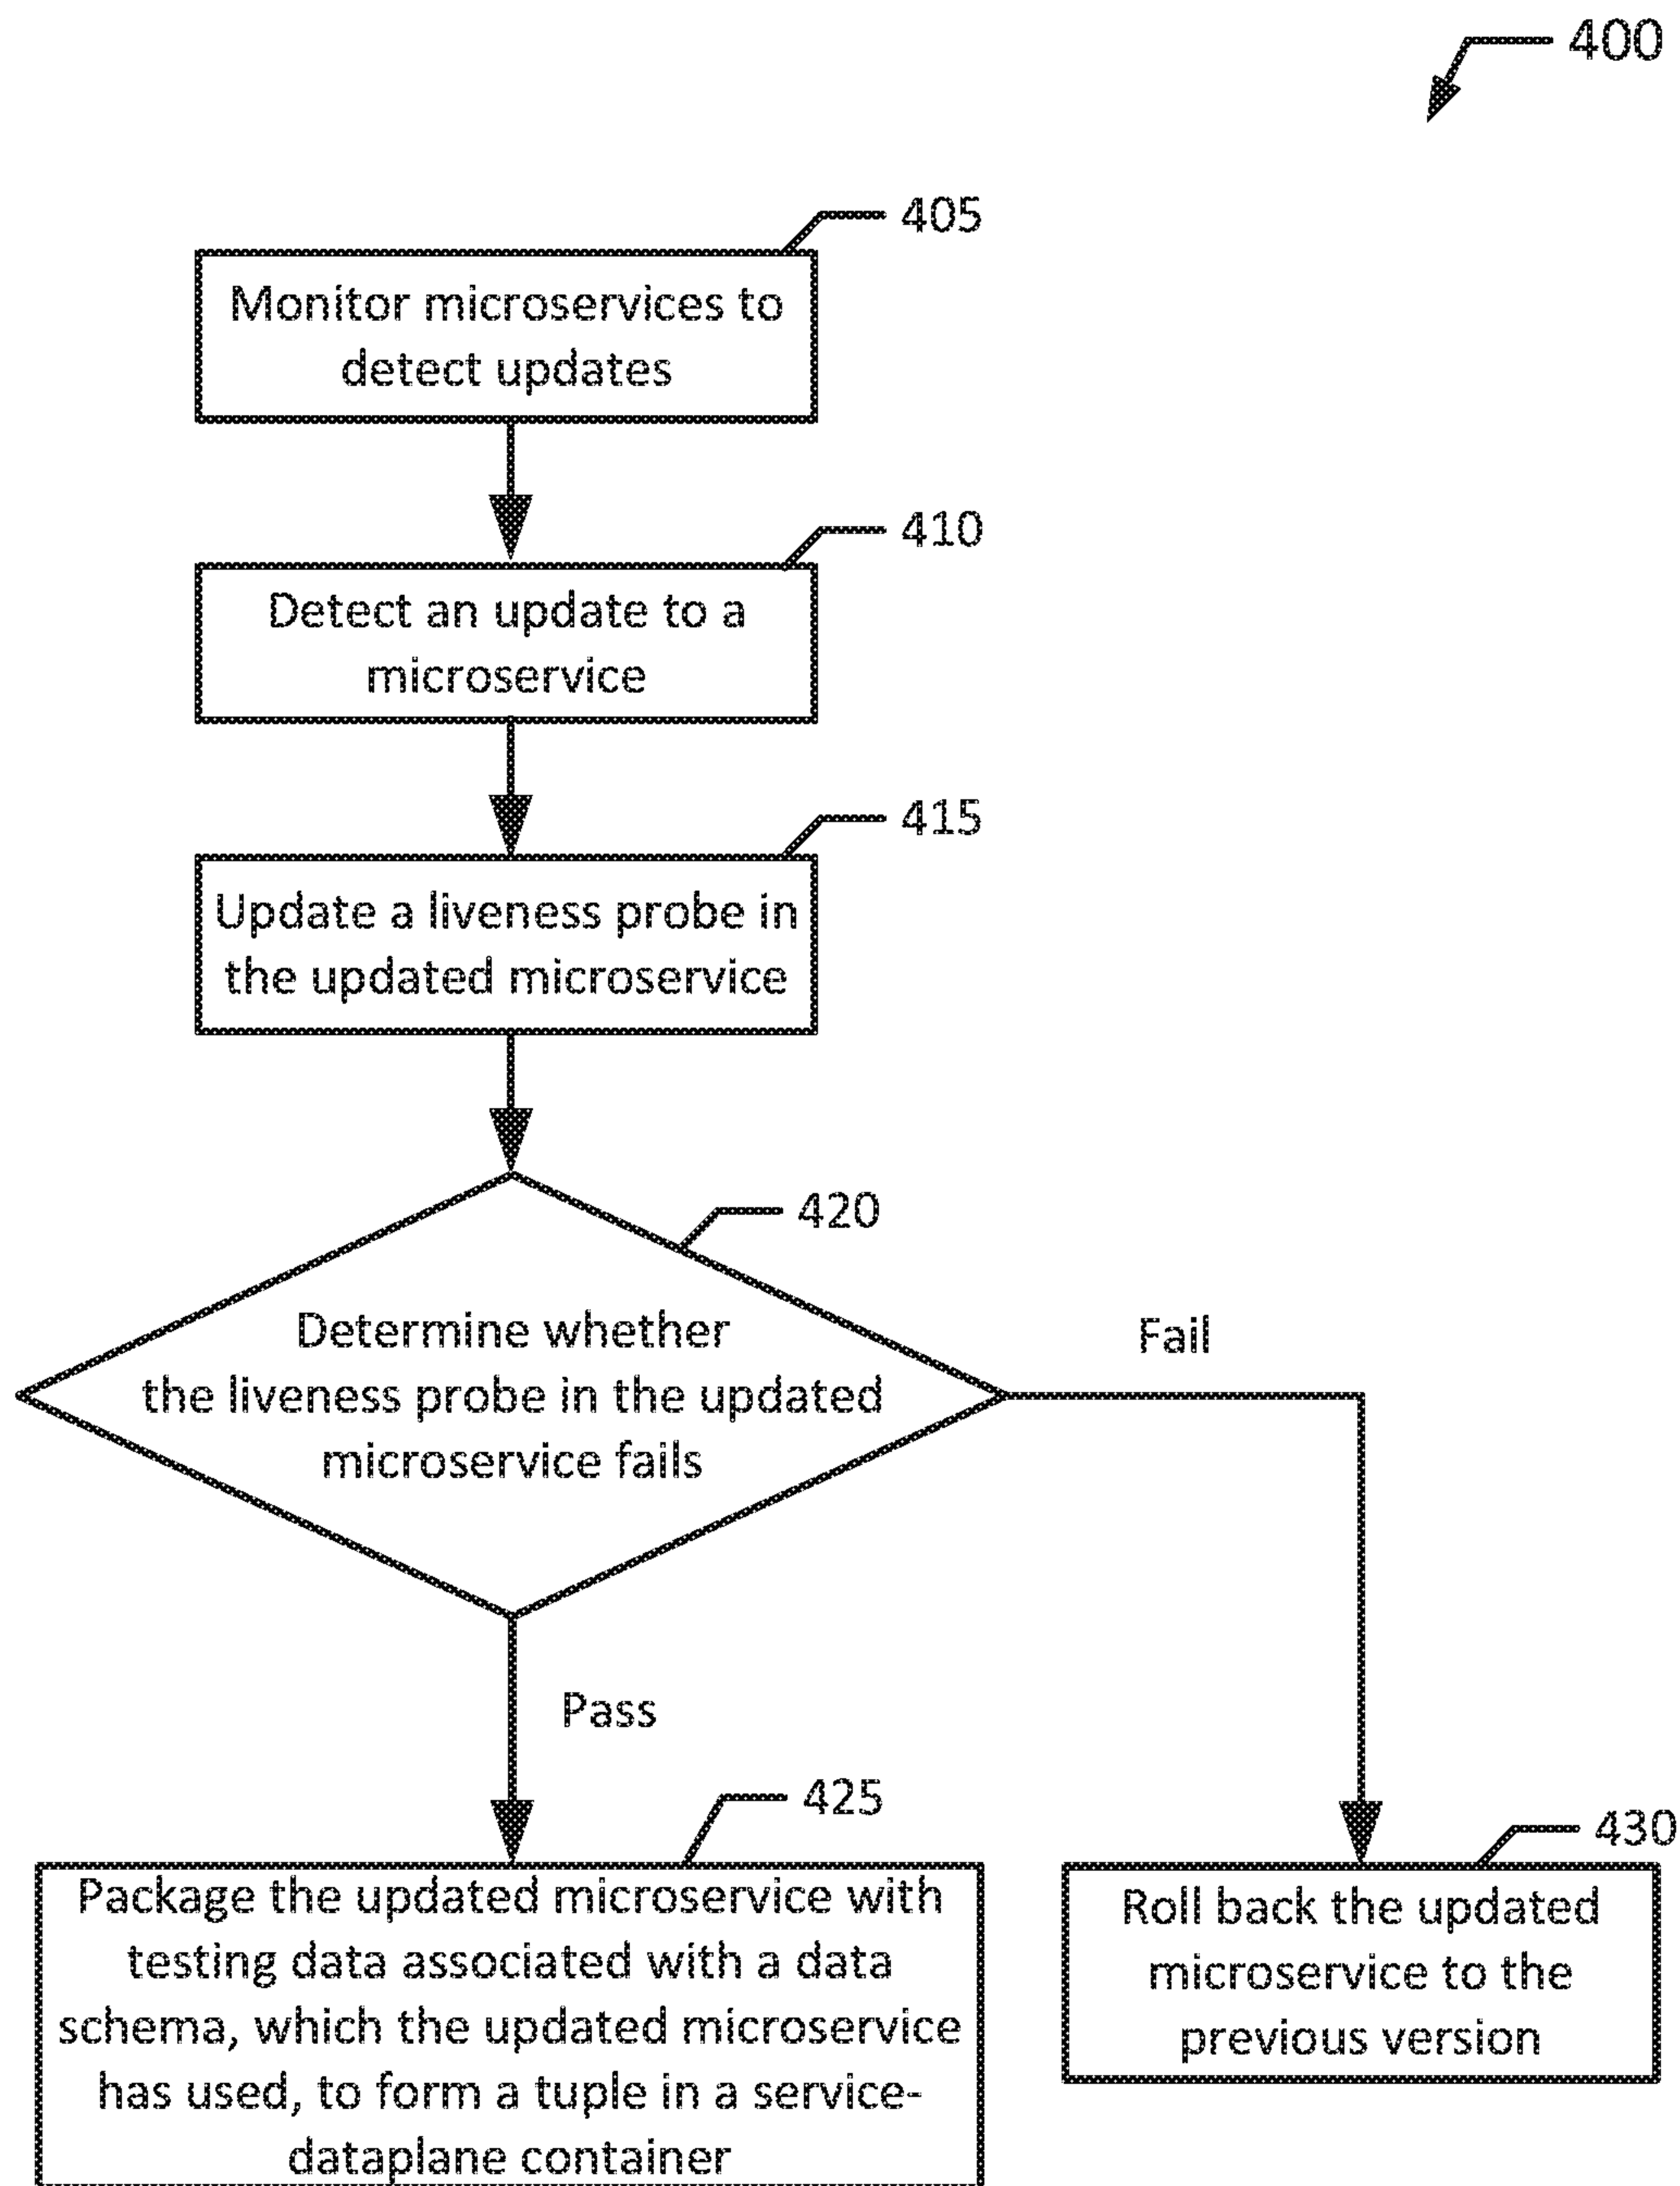 400
405
Monitor microservices to
detect updates
410
Detect an update to a
microservice
415
Update a liveness probe in
the updated microservice
420
Determine whether
the liveness probe in the updated
microservice fails
Fail
Pass
425
Package the updated microservice with
testing data associated with a data
schema, which the updated microservice
has used, to form a tuple in a service-
dataplane container
430
Roll back the updated
microservice to the
previous version